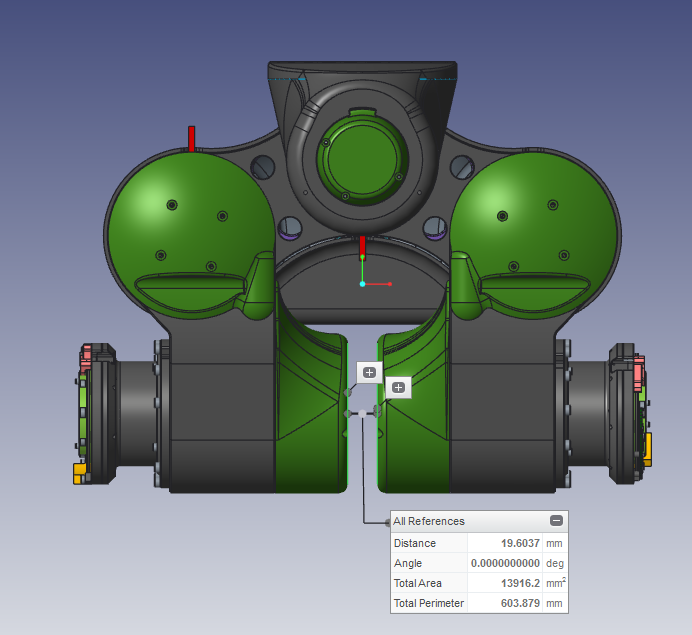 All References
Distance 19.6037 mm
Angle 0.0000000000 deg
Total Area 13916.2 mm²
Total Perimeter 603.879 mm